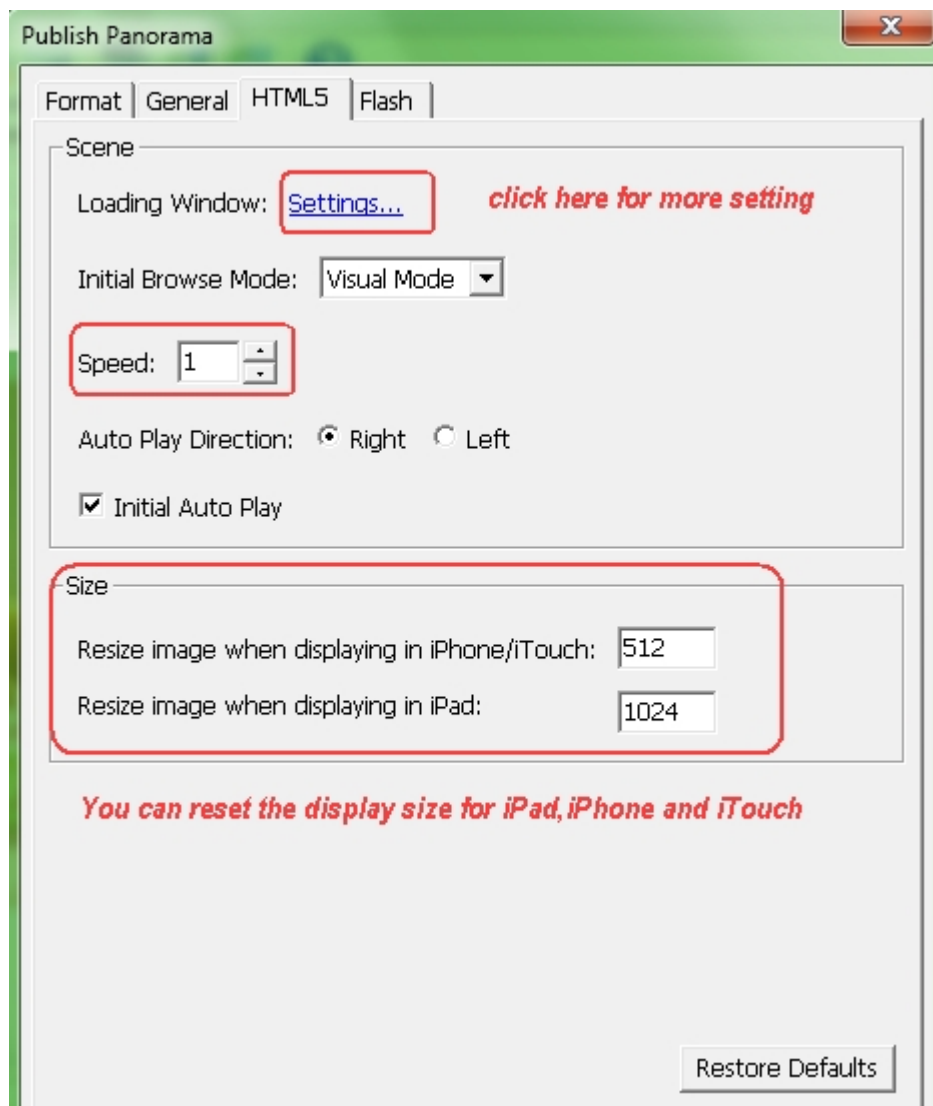 Publish Panorama
Format General HTML5 Flash
Scene
Loading Window: Settings... click here for more setting
Initial Browse Mode: Visual Mode
Speed: 1
Auto Play Direction: Right Left
Initial Auto Play
Size
Resize image when displaying in iPhone/iTouch: 512
Resize image when displaying in iPad: 1024
You can reset the display size for iPad,iPhone and iTouch
Restore Defaults